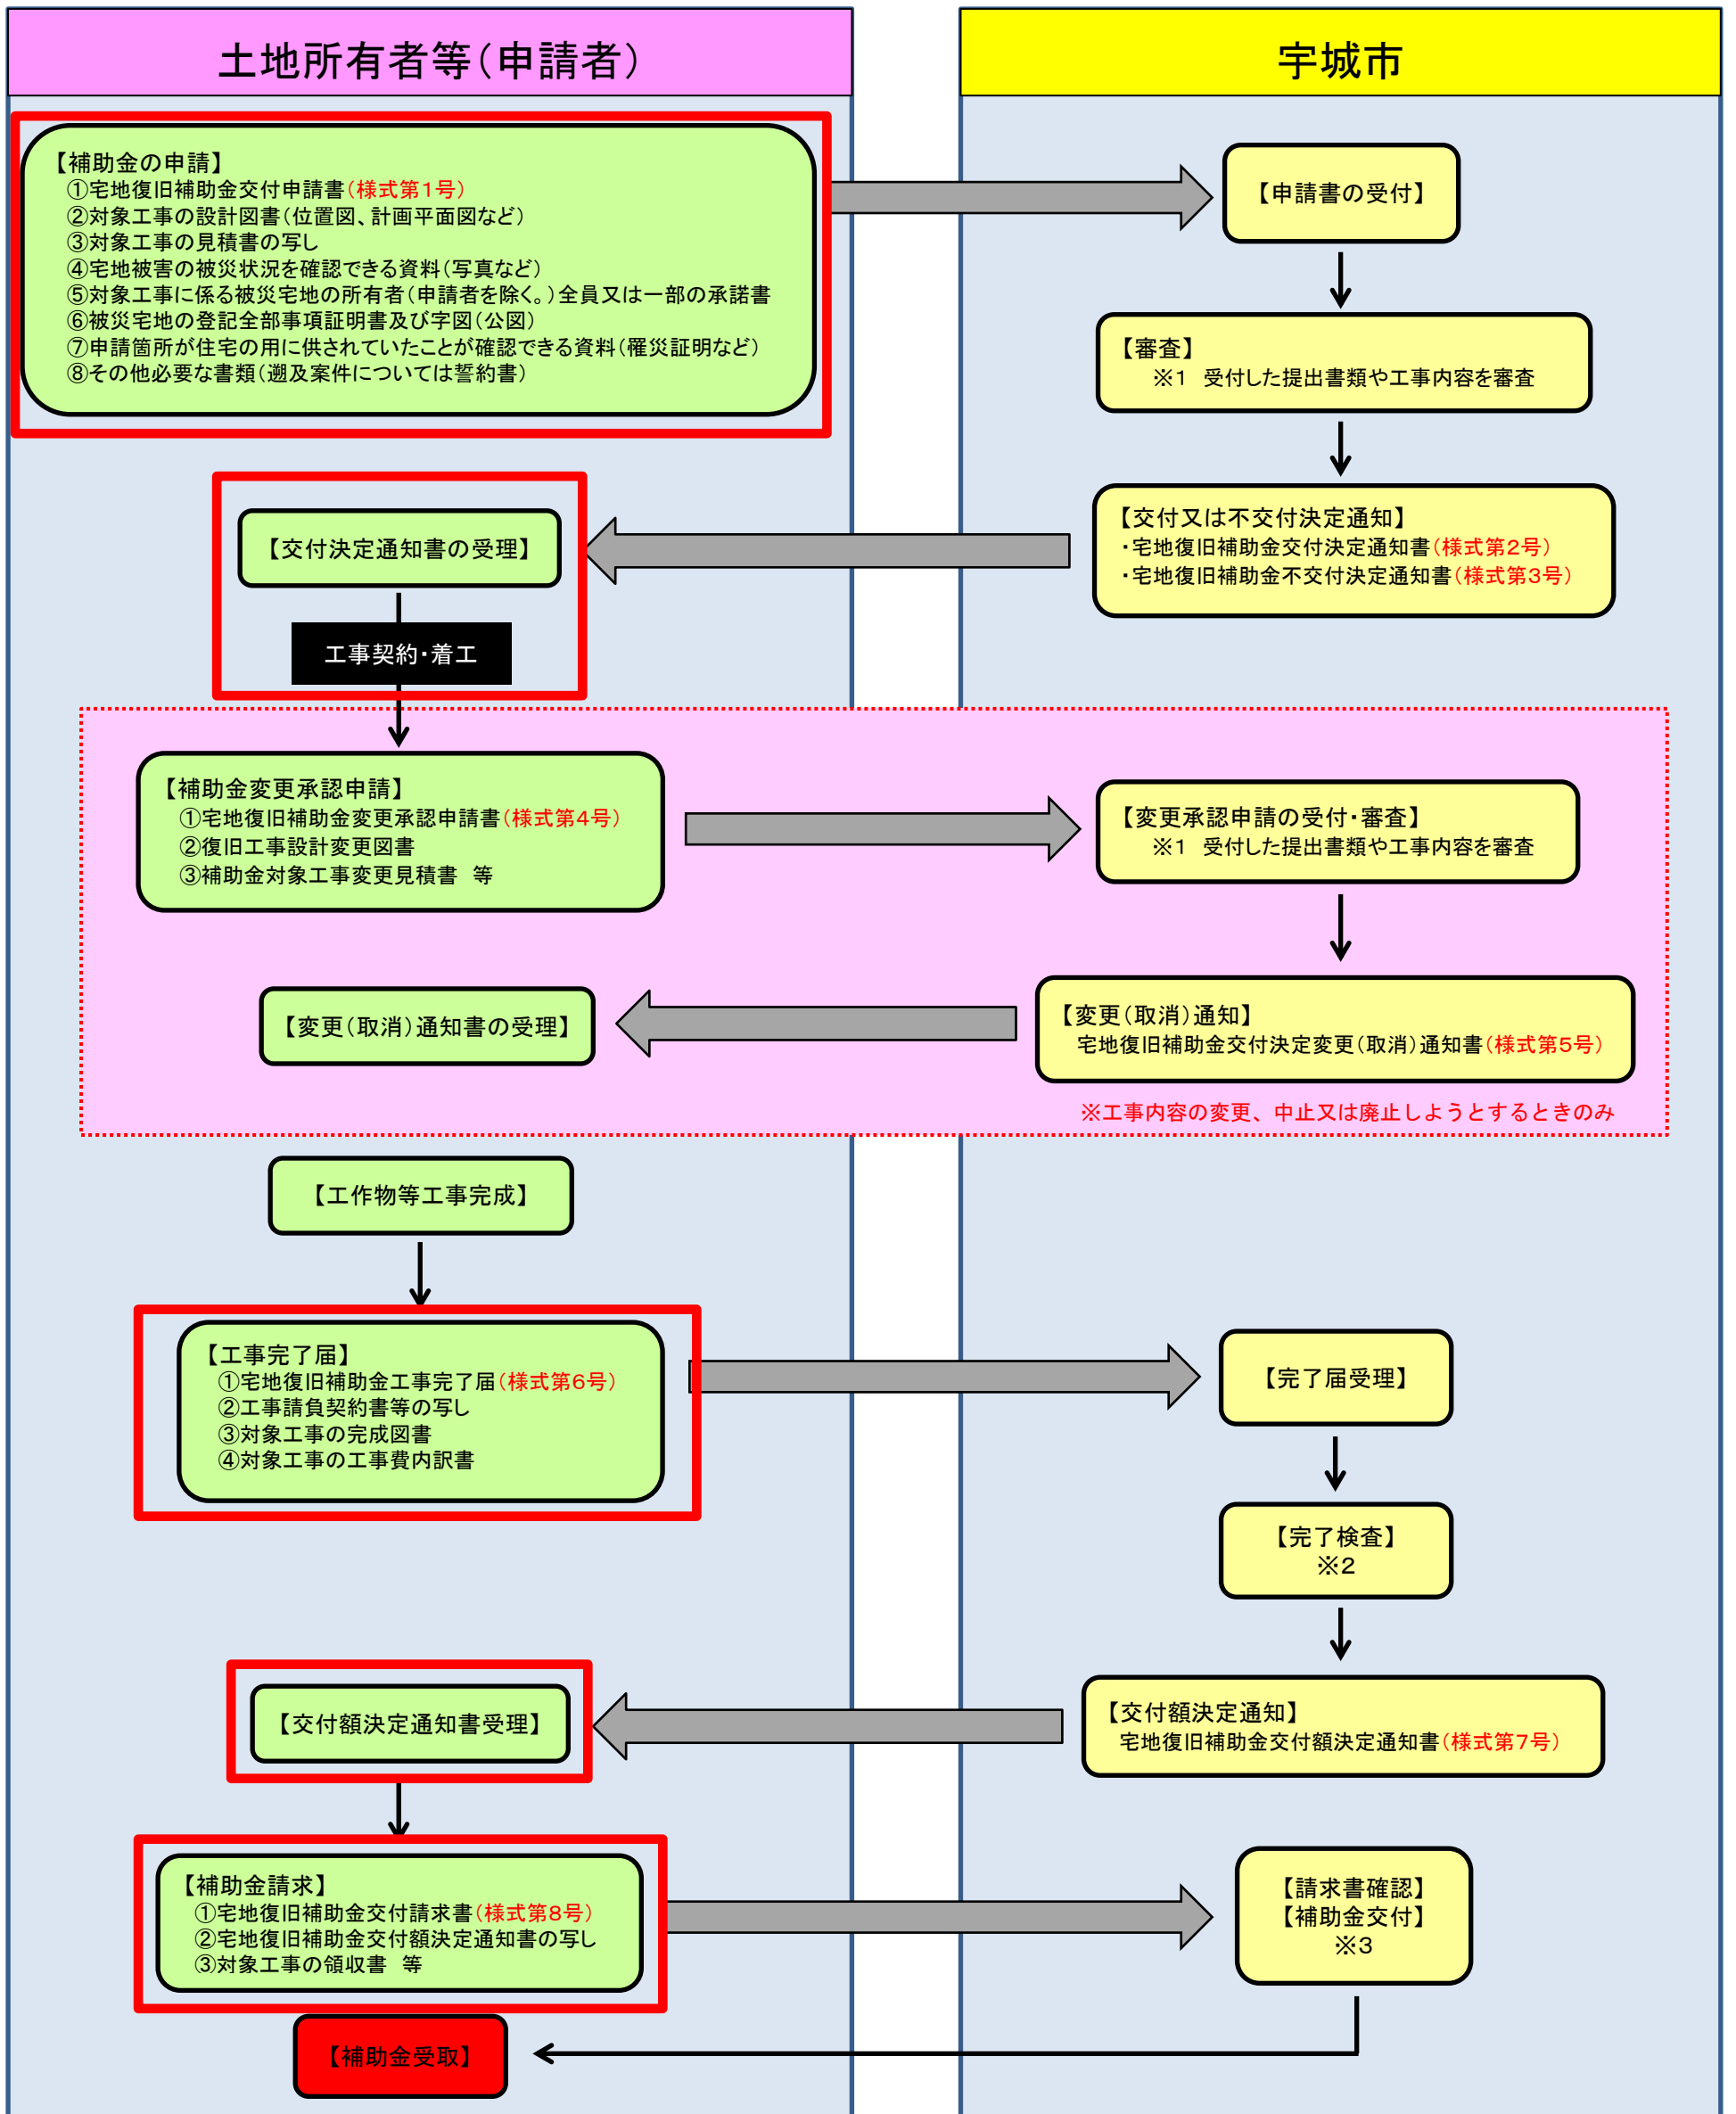 土地所有者等（申請者）
宇城市
【補助金の申請】
①宅地復旧補助金交付申請書（様式第１号）
②対象工事の設計図書（位置図、計画平面図など）
③対象工事の見積書の写し
④宅地被害の被災状況を確認できる資料（写真など）
⑤対象工事に係る被災宅地の所有者（申請者を除く。）全員又は一部の承諾書
⑥被災宅地の登記全部事項証明書及び字図（公図）
⑦申請箇所が住宅の用に供されていたことが確認できる資料（罹災証明など）
⑧その他必要な書類（遡及案件については誓約書）
【申請書の受付】
【審査】
※１　受付した提出書類や工事内容を審査
【交付又は不交付決定通知】
・宅地復旧補助金交付決定通知書（様式第２号）
・宅地復旧補助金不交付決定通知書（様式第３号）
【交付決定通知書の受理】
工事契約・着工
【補助金変更承認申請】
①宅地復旧補助金変更承認申請書（様式第４号）
②復旧工事設計変更図書
③補助金対象工事変更見積書　等
【変更承認申請の受付・審査】
※１　受付した提出書類や工事内容を審査
【変更（取消）通知】
宅地復旧補助金交付決定変更（取消）通知書（様式第５号）
【変更（取消）通知書の受理】
※工事内容の変更、中止又は廃止しようとするときのみ
【工作物等工事完成】
【工事完了届】
①宅地復旧補助金工事完了届（様式第６号）
②工事請負契約書等の写し
③対象工事の完成図書
④対象工事の工事費内訳書
【完了届受理】
【完了検査】
※２
【交付額決定通知】
宅地復旧補助金交付額決定通知書（様式第７号）
【交付額決定通知書受理】
【補助金請求】
①宅地復旧補助金交付請求書（様式第８号）
②宅地復旧補助金交付額決定通知書の写し
③対象工事の領収書　等
【請求書確認】
【補助金交付】
※３
【補助金受取】